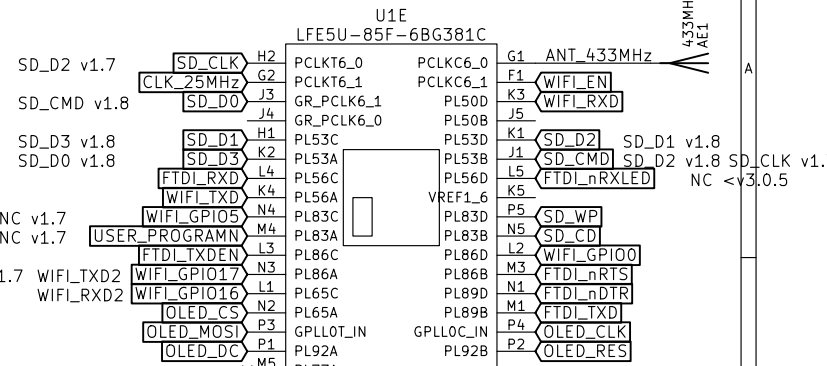 U1E
LFE5U-85F-6BG381C
433MH
AE1
A
SD_D2 v1.7 SD_CLK H2 PCLKT6_0 PCLKC6_0 G1 ANT_433MHz
CLK_25MHz G2 PCLKT6_1 PCLKC6_1 F1 WIFI_EN
SD_CMD v1.8 SD_D0 J3 GR_PCLK6_1 PL50D K3 WIFI_RXD
J4 GR_PCLK6_0 PL50B J5
SD_D3 v1.8 SD_D1 H1 PL53C PL53D K1 SD_D2 SD_D1 v1.8
SD_D0 v1.8 SD_D3 K2 PL53A PL53B J1 SD_CMD SD_D2 v1.8 SD_CLK v1.
FTDI_RXD L4 PL56C PL56D L5 FTDI_nRXLED NC <v3.0.5
WIFI_TXD K4 PL56A VREF1_6 K5
NC v1.7 WIFI_GPIO5 N4 PL83C PL83D P5 SD_WP
NC v1.7 USER_PROGRAMN M4 PL83A PL83B N5 SD_CD
FTDI_TXDEN L3 PL86C PL86D L2 WIFI_GPIO0
1.7 WIFI_TXD2 WIFI_GPIO17 N3 PL86A PL86B M3 FTDI_nRTS
WIFI_RXD2 WIFI_GPIO16 L1 PL65C PL89D N1 FTDI_nDTR
OLED_CS N2 PL65A PL89B M1 FTDI_TXD
OLED_MOSI P3 GPLL0T_IN GPLL0C_IN P4 OLED_CLK
OLED_DC P1 PL92A PL92B P2 OLED_RES
M5